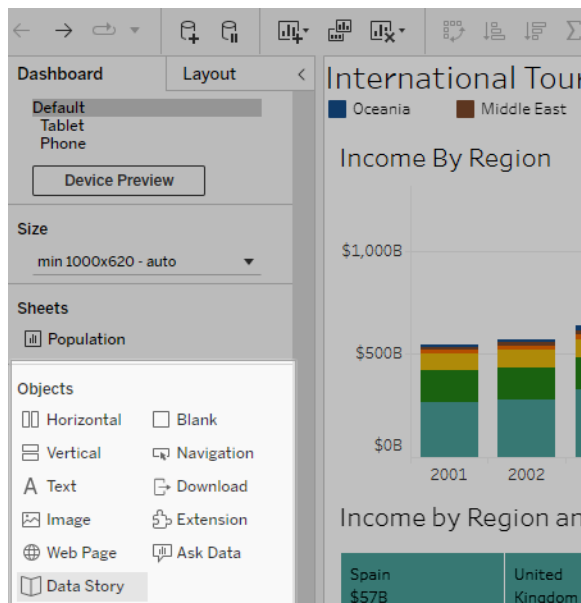 Dashboard Layout
Default
Tablet
Phone
Device Preview
Size
min 1000x620 - auto
Sheets
Population
Objects
Horizontal Blank
Vertical Navigation
Text Download
Image Extension
Web Page Ask Data
Data Story
International Tour
Oceania Middle East
Income By Region
$1,000B
$500B
$0B
2001 2002
Income by Region an
Spain United
$57B Kingdom